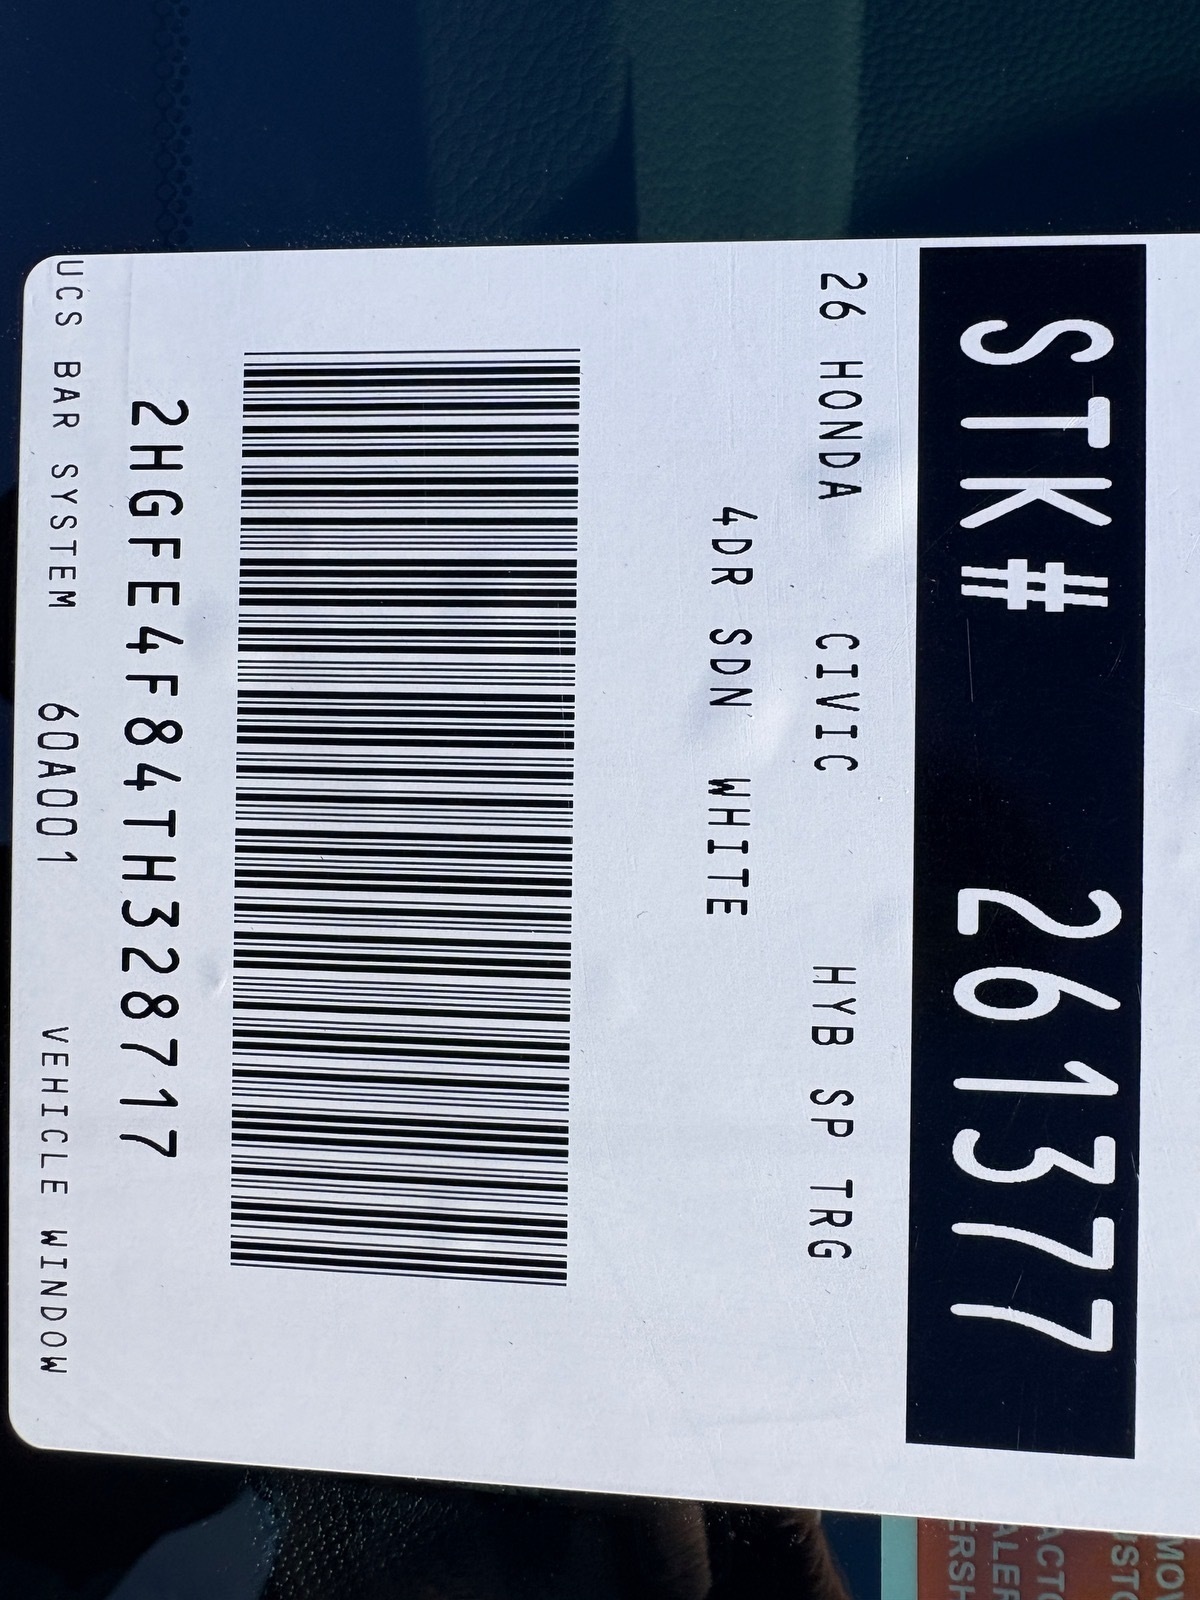 STK# 261377
26 HONDA CIVIC HYB SP TRG
4DR SDN WHITE
2HGFE4F84TH328717
UCS BAR SYSTEM 60A001 VEHICLE WINDOW